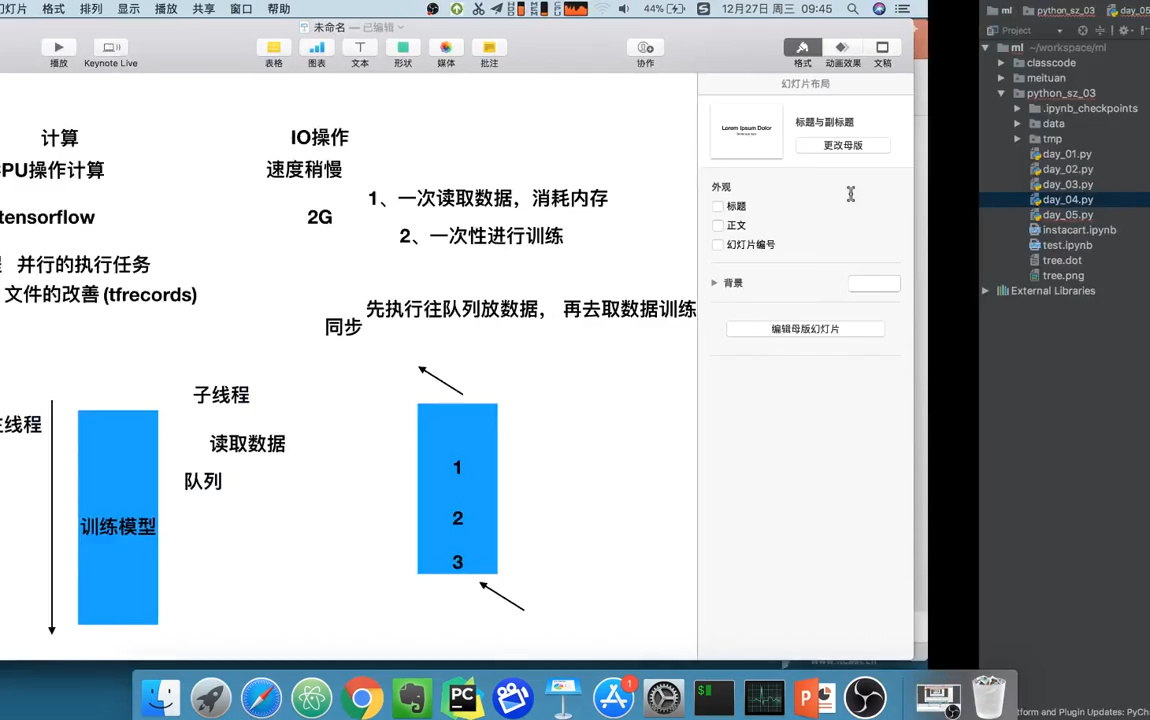 幻灯片 格式 排列 显示 播放 共享 窗口 帮助
44% 12月27日 周三 09:45
未命名 — 已编辑
播放 Keynote Live 表格 图表 文本 形状 媒体 批注 协作 格式 动画效果 文稿
幻灯片布局
Lorem Ipsum Dolor
标题与副标题
更改母版
外观
标题
正文
幻灯片编号
背景
编辑母版幻灯片
计算
IO操作
CPU操作计算
速度稍慢
tensorflow
2G
1、一次读取数据，消耗内存
2、一次性进行训练
并行的执行任务
文件的改善 (tfrecords)
先执行往队列放数据， 再去取数据训练
同步
子线程
主线程
读取数据
队列
训练模型
1
2
3
ml python_sz_03 day_05
Project
ml ~/workspace/ml
classcode
meituan
python_sz_03
.ipynb_checkpoints
data
tmp
day_01.py
day_02.py
day_03.py
day_04.py
day_05.py
instacart.ipynb
test.ipynb
tree.dot
tree.png
External Libraries
PC
1
$
P
tform and Plugin Updates: PyCh